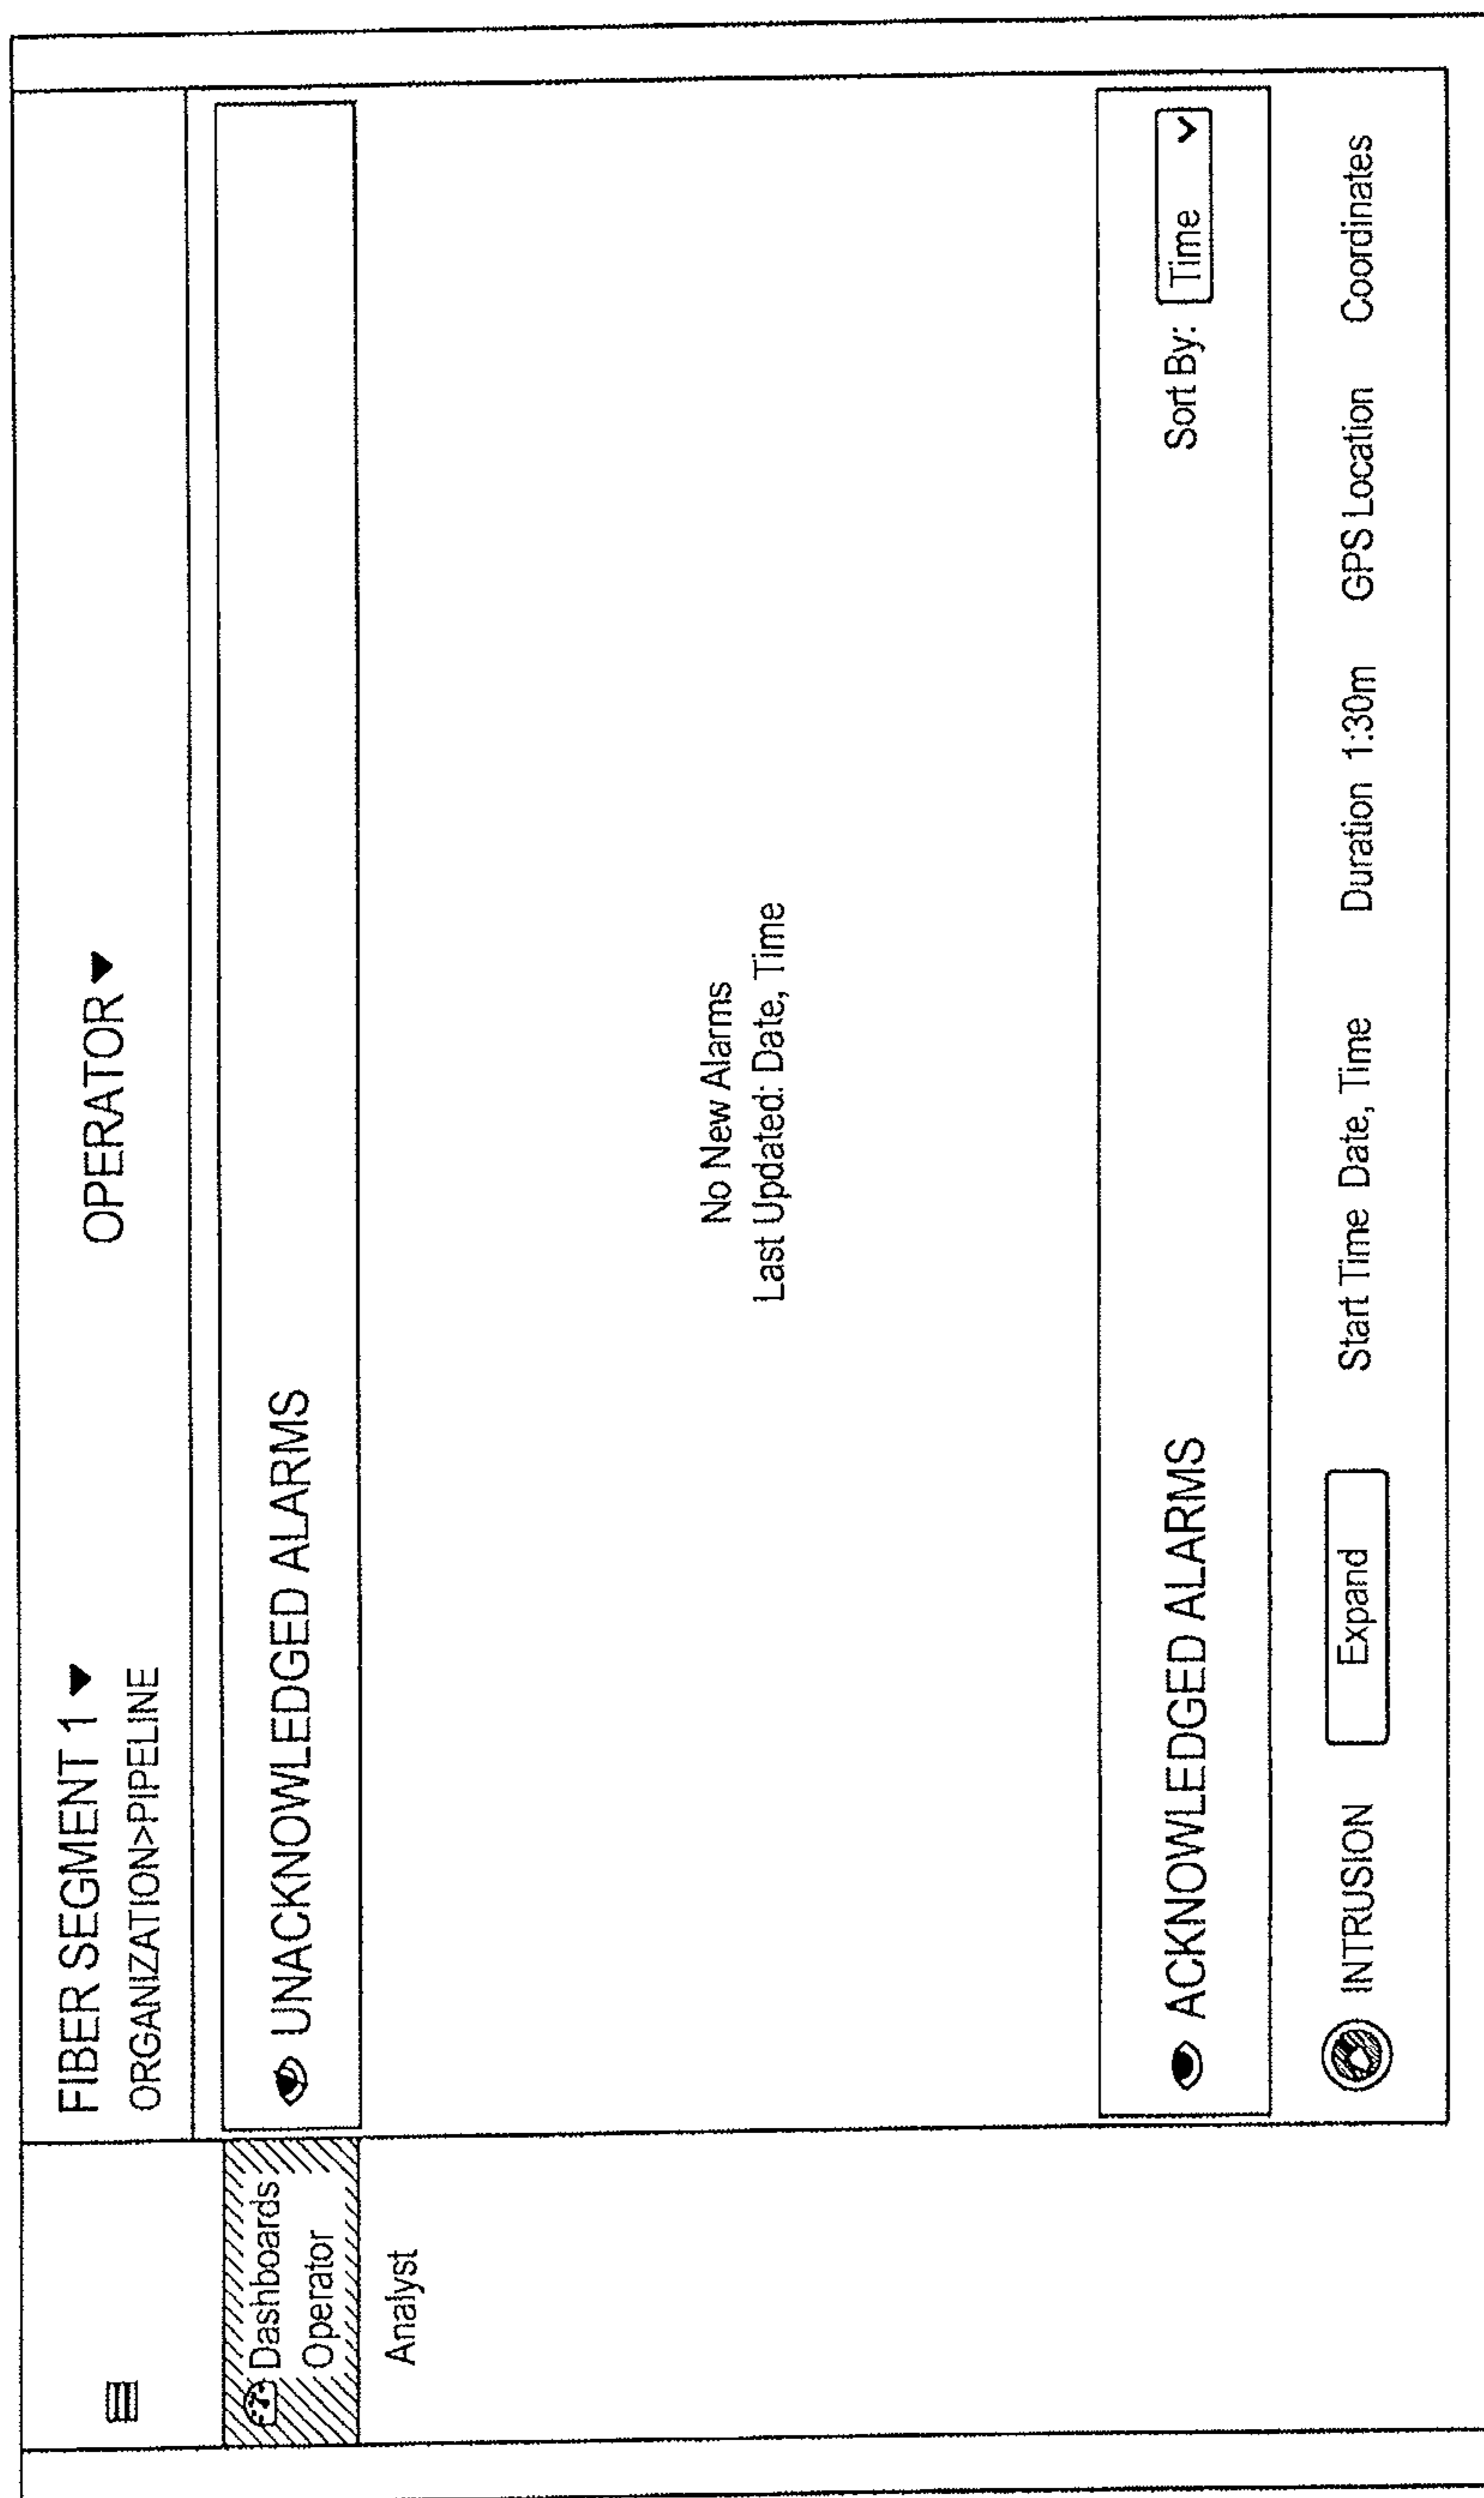 FIBER SEGMENT 1
ORGANIZATION>PIPELINE
OPERATOR
Dashboards
Operator
Analyst
UNACKNOWLEDGED ALARMS
No New Alarms
Last Updated: Date, Time
ACKNOWLEDGED ALARMS
Sort By: Time
INTRUSION Expand Start Time Date, Time Duration 1:30m GPS Location Coordinates